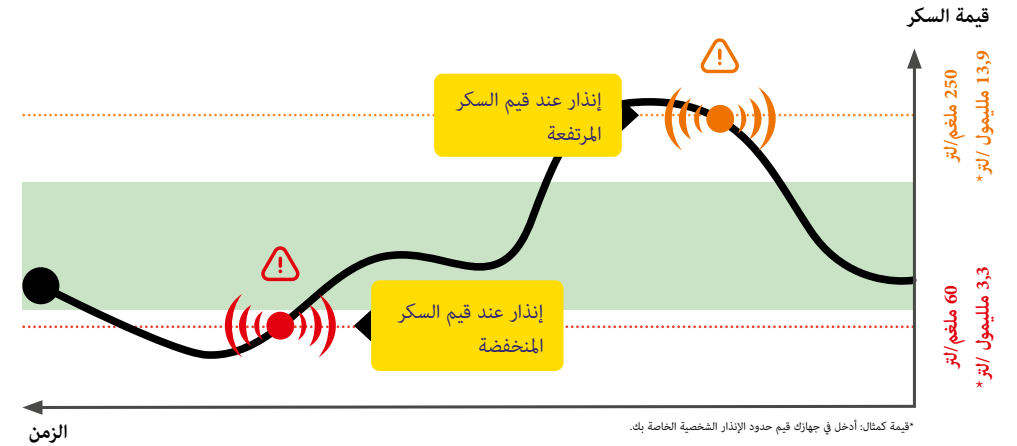 قيمة السكر
250 ملغم/لتر
13,9 ملليمول /لتر*
إنذار عند قيم السكر
المرتفعة
إنذار عند قيم السكر
المنخفضة
60 ملغم/لتر
3,3 ملليمول /لتر*
*قيمة كمثال: أدخل في جهازك قيم حدود الإنذار الشخصية الخاصة بك.
الزمن